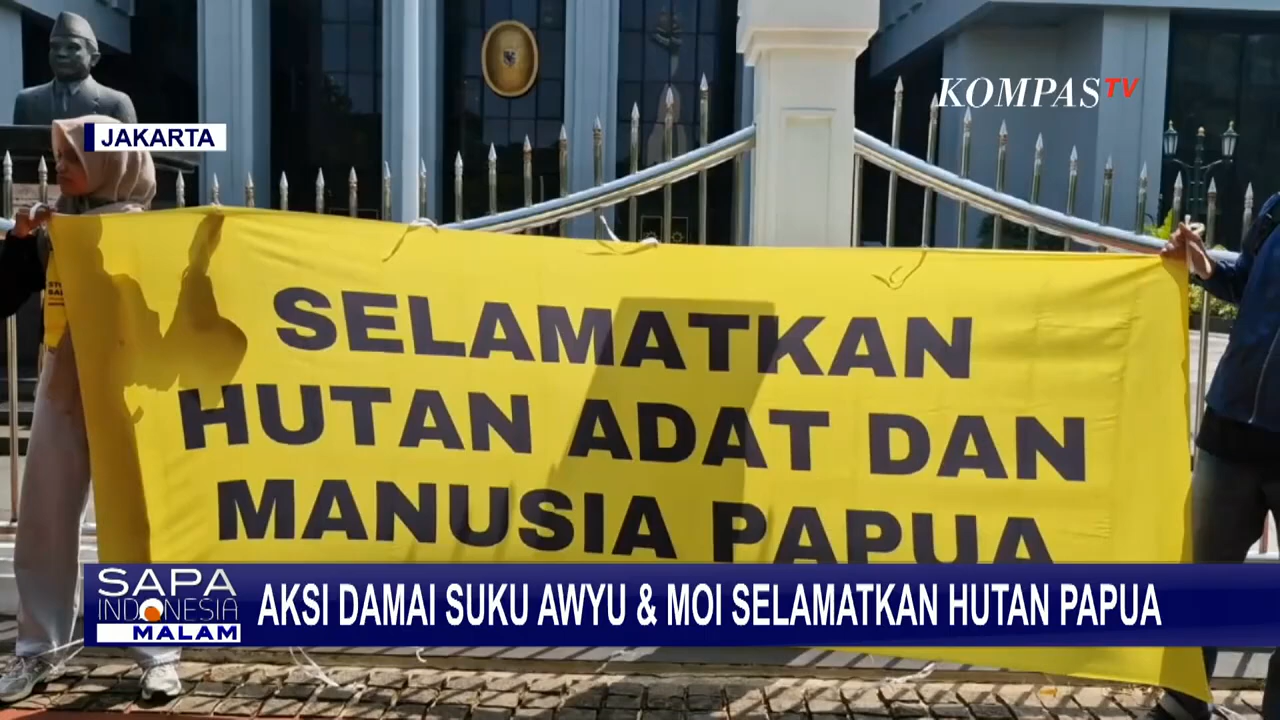 KOMPASTV
JAKARTA
SELAMATKAN
HUTAN ADAT DAN
MANUSIA PAPUA
SAPA
INDONESIA
MALAM
AKSI DAMAI SUKU AWYU & MOI SELAMATKAN HUTAN PAPUA